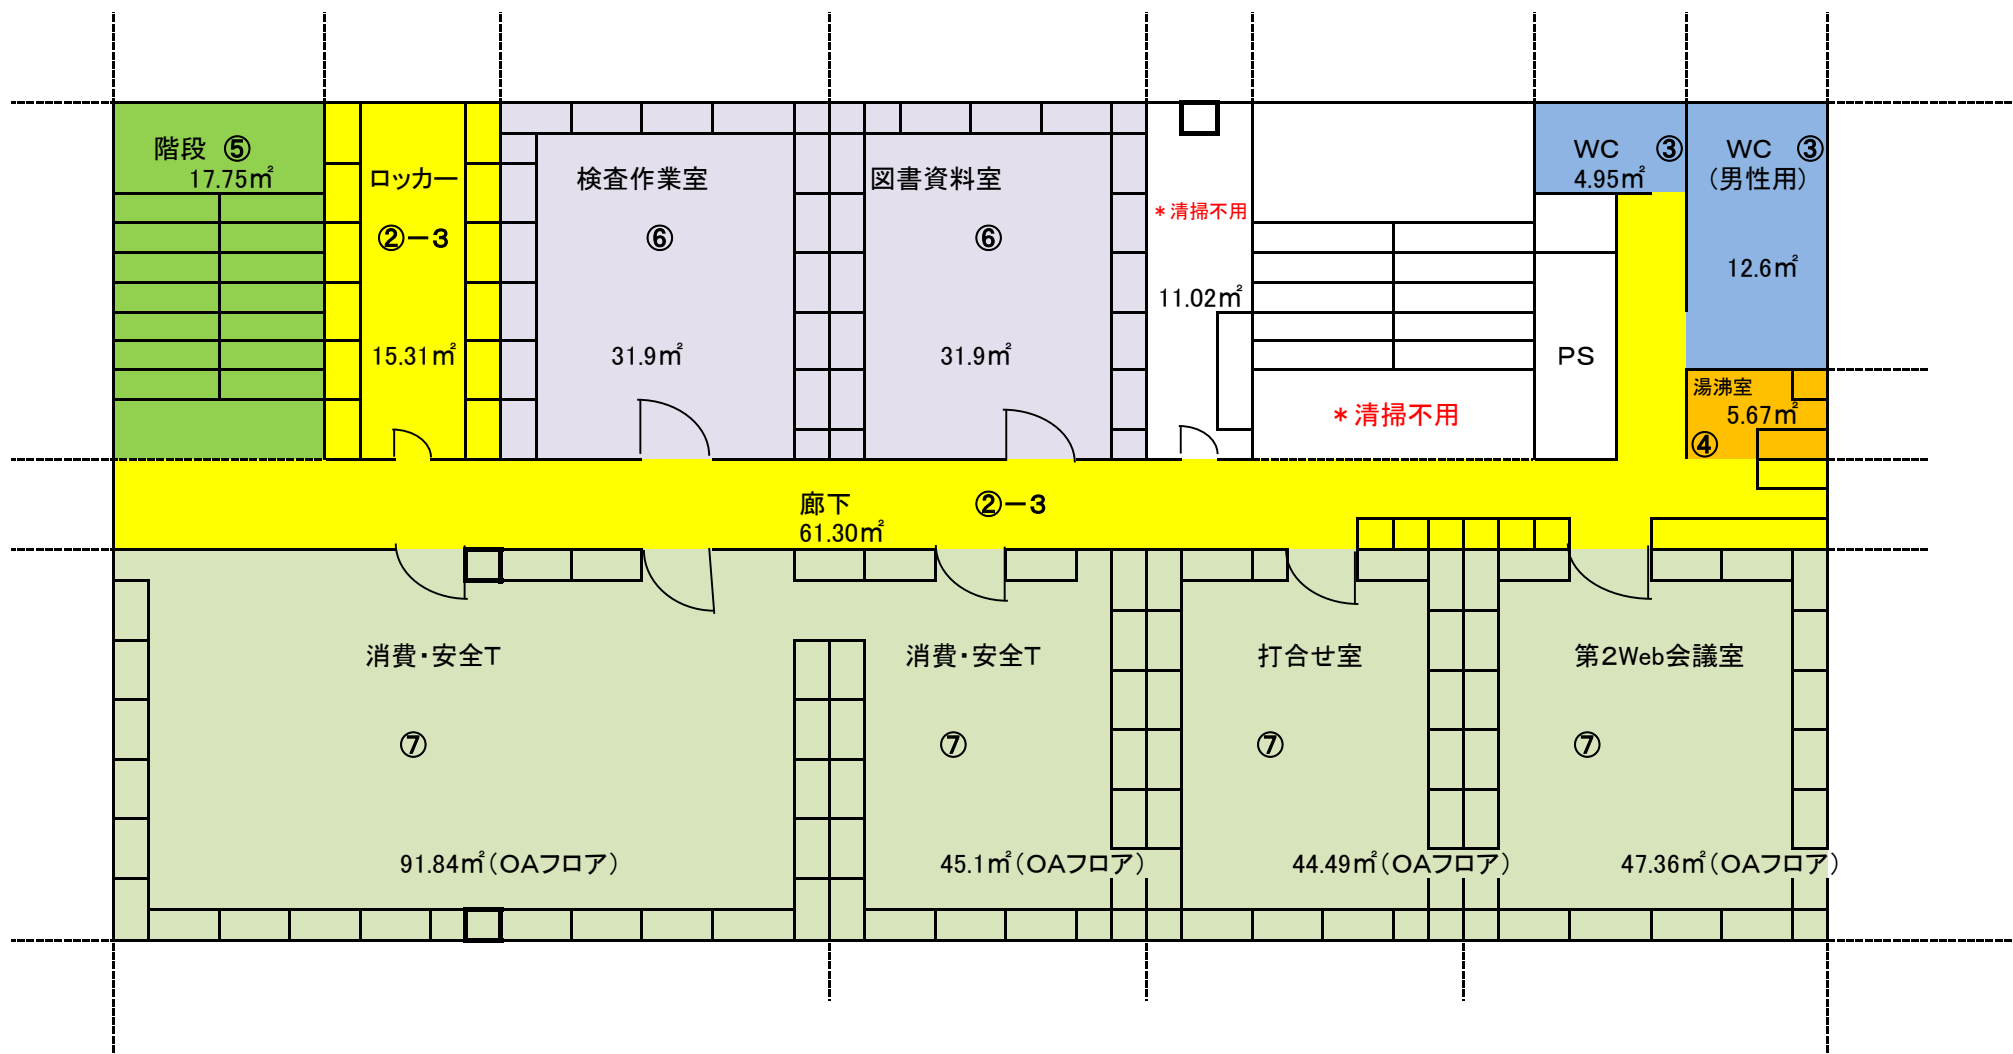 階段 ⑤
17.75㎡
ロッカー
②－3
15.31㎡
検査作業室
⑥
31.9㎡
図書資料室
⑥
31.9㎡
＊清掃不用
11.02㎡
＊清掃不用
PS
WC ③
4.95㎡
WC ③
(男性用)
12.6㎡
湯沸室
5.67㎡
④
廊下 ②－3
61.30㎡
消費・安全T
⑦
91.84㎡(OAフロア)
消費・安全T
⑦
45.1㎡(OAフロア)
打合せ室
⑦
44.49㎡(OAフロア)
第2Web会議室
⑦
47.36㎡(OAフロア)